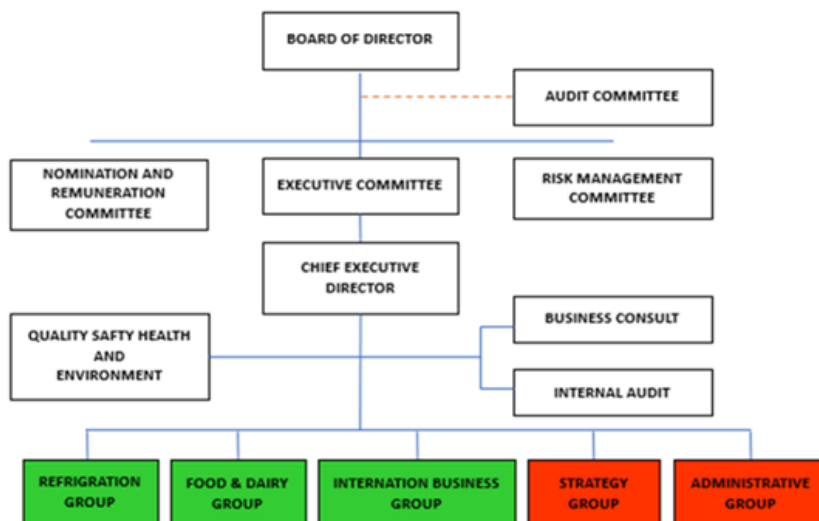 BOARD OF DIRECTOR
AUDIT COMMITTEE
NOMINATION AND
REMUNERATION
COMMITTEE
EXECUTIVE COMMITTEE
RISK MANAGEMENT
COMMITTEE
CHIEF EXECUTIVE
DIRECTOR
QUALITY SAFTY HEALTH
AND
ENVIRONMENT
BUSINESS CONSULT
INTERNAL AUDIT
REFRIGRATION
GROUP
FOOD & DAIRY
GROUP
INTERNATION BUSINESS
GROUP
STRATEGY
GROUP
ADMINISTRATIVE
GROUP